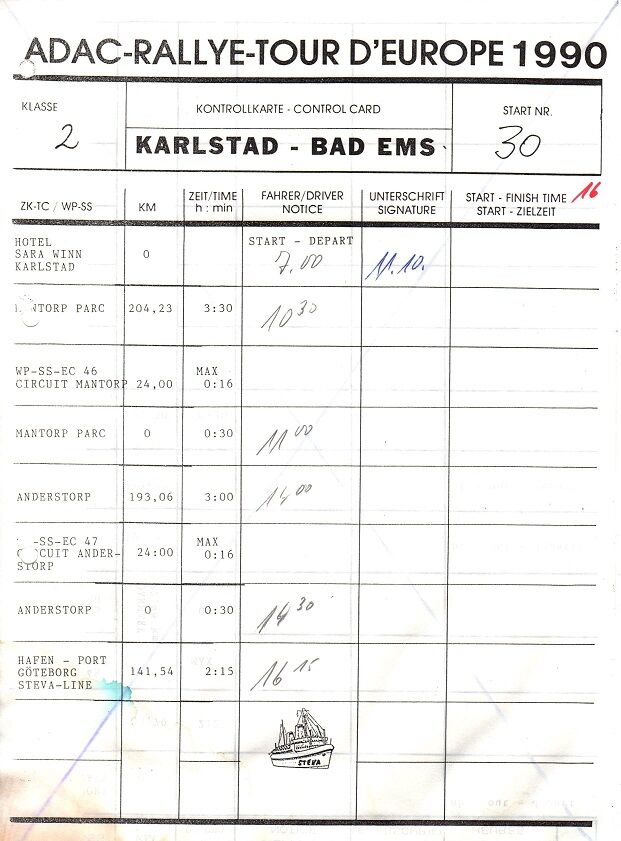 ADAC-RALLYE-TOUR D'EUROPE 1990
KLASSE
2
KONTROLLKARTE - CONTROL CARD
KARLSTAD - BAD EMS
START NR.
30
ZK-TC / WP-SS
KM
ZEIT/TIME
h : min
FAHRER/DRIVER
NOTICE
UNTERSCHRIFT
SIGNATURE
START - FINISH TIME
START - ZIELZEIT
16
HOTEL
SARA WINN
KARLSTAD
0
START - DEPART
7.00
11.10.
NTORP PARC
204,23
3:30
10 30
WP-SS-EC 46
CIRCUIT MANTORP
24,00
MAX
0:16
MANTORP PARC
0
0:30
11 00
ANDERSTORP
193,06
3:00
14 00
-SS-EC 47
CUIT ANDER-
STORP
24:00
MAX
0:16
ANDERSTORP
0
0:30
14 30
HAFEN - PORT
GÖTEBORG
STEVA-LINE
141,54
2:15
16 15
STEVA